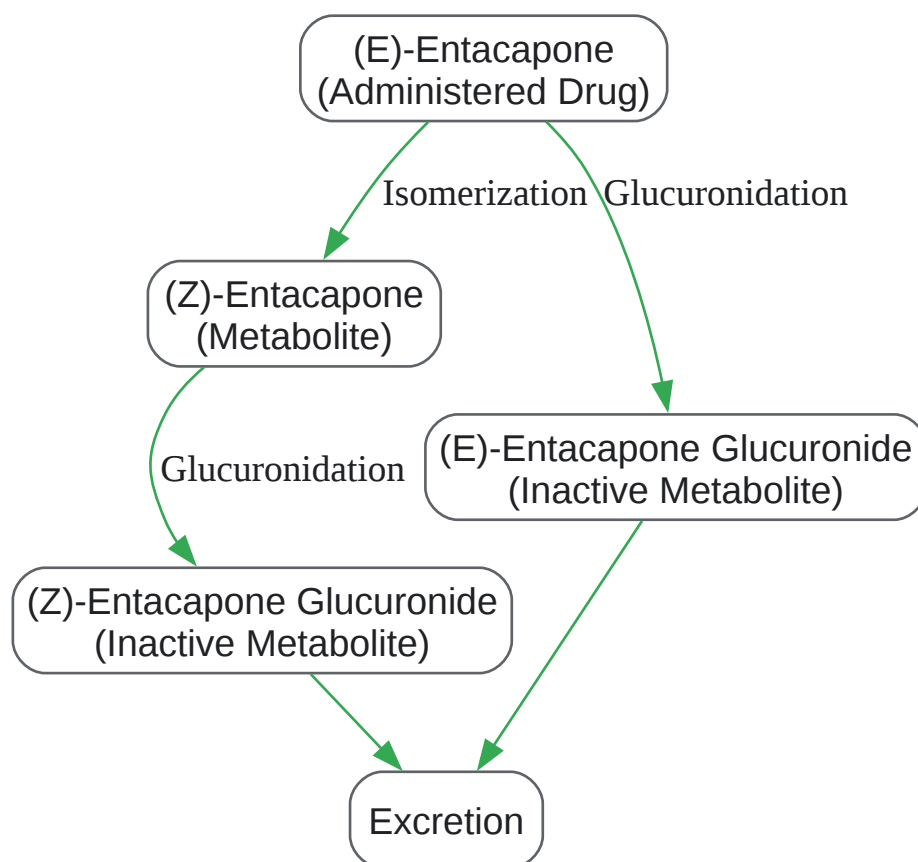 (E)-Entacapone
(Administered Drug)
Isomerization
Glucuronidation
(Z)-Entacapone
(Metabolite)
(E)-Entacapone Glucuronide
(Inactive Metabolite)
Glucuronidation
(Z)-Entacapone Glucuronide
(Inactive Metabolite)
Excretion